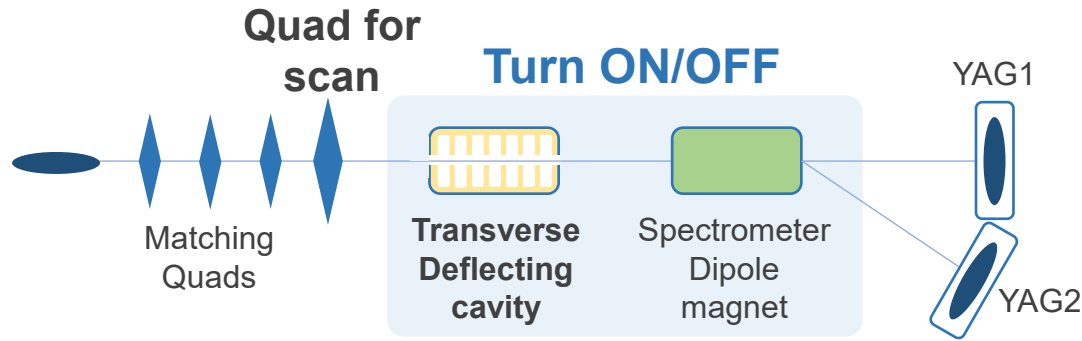 Quad for
scan
Turn ON/OFF
YAG1
Matching
Quads
Transverse
Deflecting
cavity
Spectrometer
Dipole
magnet
YAG2